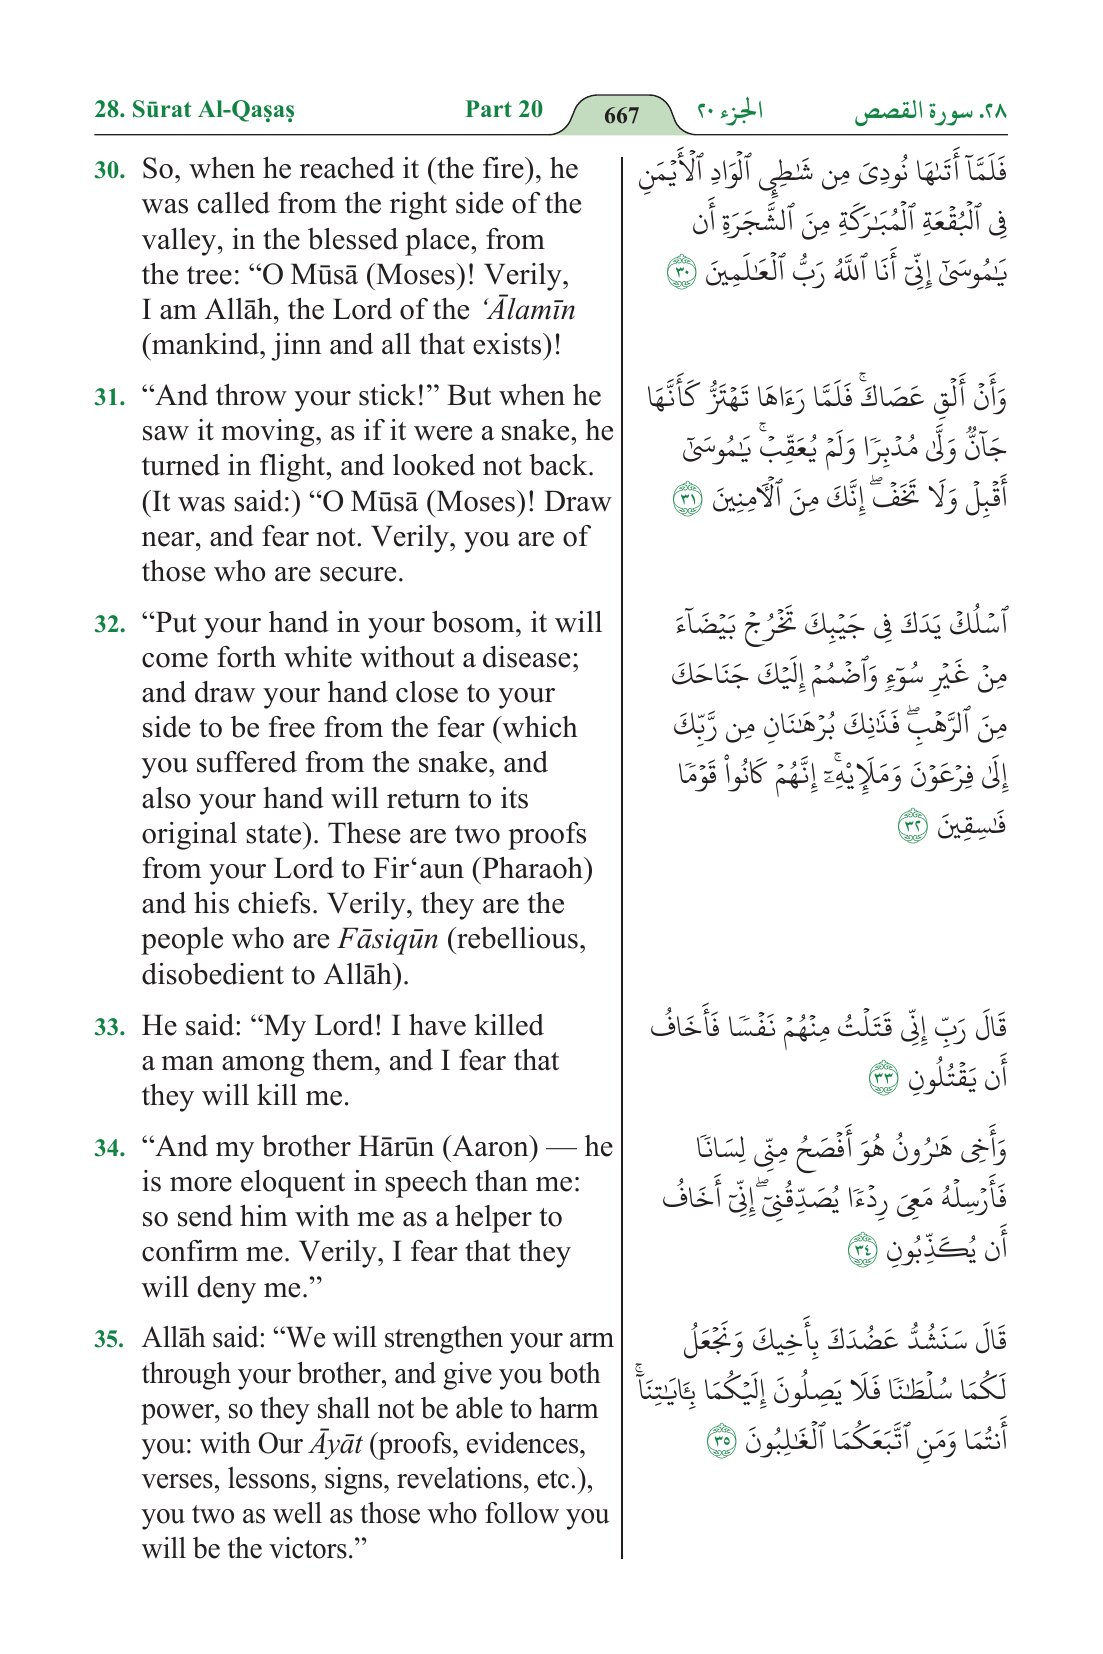 28. Sūrat Al-Qaṣaṣ Part 20 667 الجزء ٢٠ ٢٨. سورة القصص
30. So, when he reached it (the fire), he
was called from the right side of the
valley, in the blessed place, from
the tree: “O Mūsā (Moses)! Verily,
I am Allāh, the Lord of the ‘Ālamīn
(mankind, jinn and all that exists)!
31. “And throw your stick!” But when he
saw it moving, as if it were a snake, he
turned in flight, and looked not back.
(It was said:) “O Mūsā (Moses)! Draw
near, and fear not. Verily, you are of
those who are secure.
32. “Put your hand in your bosom, it will
come forth white without a disease;
and draw your hand close to your
side to be free from the fear (which
you suffered from the snake, and
also your hand will return to its
original state). These are two proofs
from your Lord to Fir‘aun (Pharaoh)
and his chiefs. Verily, they are the
people who are Fāsiqūn (rebellious,
disobedient to Allāh).
33. He said: “My Lord! I have killed
a man among them, and I fear that
they will kill me.
34. “And my brother Hārūn (Aaron) — he
is more eloquent in speech than me:
so send him with me as a helper to
confirm me. Verily, I fear that they
will deny me.”
35. Allāh said: “We will strengthen your arm
through your brother, and give you both
power, so they shall not be able to harm
you: with Our Āyāt (proofs, evidences,
verses, lessons, signs, revelations, etc.),
you two as well as those who follow you
will be the victors.”
فَلَمَّآ أَتَىٰهَا نُودِىَ مِن شَٰطِئِ ٱلْوَادِ ٱلْأَيْمَنِ
فِى ٱلْبُقْعَةِ ٱلْمُبَٰرَكَةِ مِنَ ٱلشَّجَرَةِ أَن
يَٰمُوسَىٰٓ إِنِّىٓ أَنَا ٱللَّهُ رَبُّ ٱلْعَٰلَمِينَ ٣٠
وَأَنْ أَلْقِ عَصَاكَ ۚ فَلَمَّا رَءَاهَا تَهْتَزُّ كَأَنَّهَا
جَآنٌّ وَلَّىٰ مُدْبِرًا وَلَمْ يُعَقِّبْ ۚ يَٰمُوسَىٰٓ
أَقْبِلْ وَلَا تَخَفْ ۖ إِنَّكَ مِنَ ٱلْءَامِنِينَ ٣١
ٱسْلُكْ يَدَكَ فِى جَيْبِكَ تَخْرُجْ بَيْضَآءَ
مِنْ غَيْرِ سُوٓءٍ وَٱضْمُمْ إِلَيْكَ جَنَاحَكَ
مِنَ ٱلرَّهْبِ ۖ فَذَٰنِكَ بُرْهَٰنَانِ مِن رَّبِّكَ
إِلَىٰ فِرْعَوْنَ وَمَلَإِيْهِۦٓ ۚ إِنَّهُمْ كَانُوا۟ قَوْمًا
فَٰسِقِينَ ٣٢
قَالَ رَبِّ إِنِّى قَتَلْتُ مِنْهُمْ نَفْسًا فَأَخَافُ
أَن يَقْتُلُونِ ٣٣
وَأَخِى هَٰرُونُ هُوَ أَفْصَحُ مِنِّى لِسَانًا
فَأَرْسِلْهُ مَعِىَ رِدْءًا يُصَدِّقُنِىٓ ۖ إِنِّىٓ أَخَافُ
أَن يُكَذِّبُونِ ٣٤
قَالَ سَنَشُدُّ عَضُدَكَ بِأَخِيكَ وَنَجْعَلُ
لَكُمَا سُلْطَٰنًا فَلَا يَصِلُونَ إِلَيْكُمَا بِـَٔايَٰتِنَآ ۚ
أَنتُمَا وَمَنِ ٱتَّبَعَكُمَا ٱلْغَٰلِبُونَ ٣٥